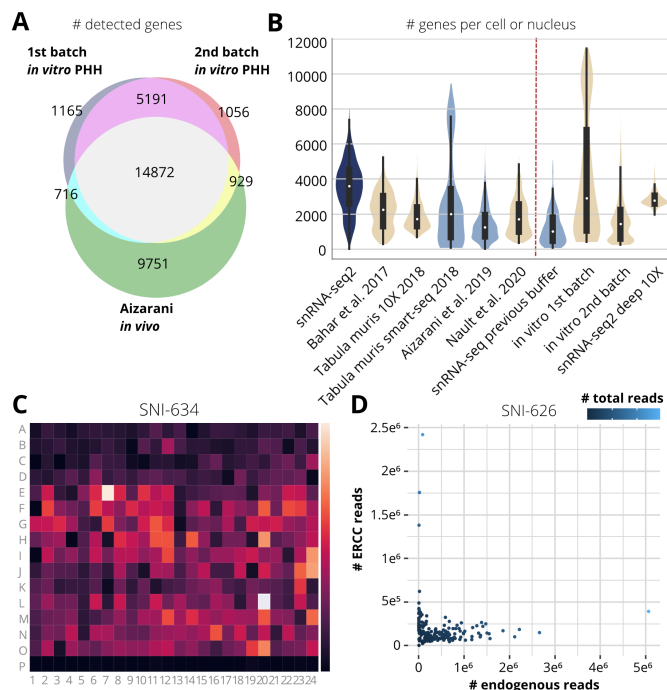 A
# detected genes
1st batch
in vitro PHH
2nd batch
in vitro PHH
1165
5191
1056
14872
716
929
9751
Aizarani
in vivo
B
# genes per cell or nucleus
12000
10000
8000
6000
4000
2000
0
snRNA-seq2
Bahar et al. 2017
Tabula muris 10X 2018
Tabula muris smart-seq 2018
Aizarani et al. 2019
Nault et al. 2020
snRNA-seq previous buffer
in vitro 1st batch
in vitro 2nd batch
snRNA-seq2 deep 10X
C
SNI-634
A
B
C
D
E
F
G
H
I
J
K
L
M
N
O
P
1 2 3 4 5 6 7 8 9 10 11 12 13 14 15 16 17 18 19 20 21 22 23 24
D
SNI-626
# total reads
# ERCC reads
2.5e⁶
2e⁶
1.5e⁶
1e⁶
5e⁵
0
0 1e⁶ 2e⁶ 3e⁶ 4e⁶ 5e⁶
# endogenous reads